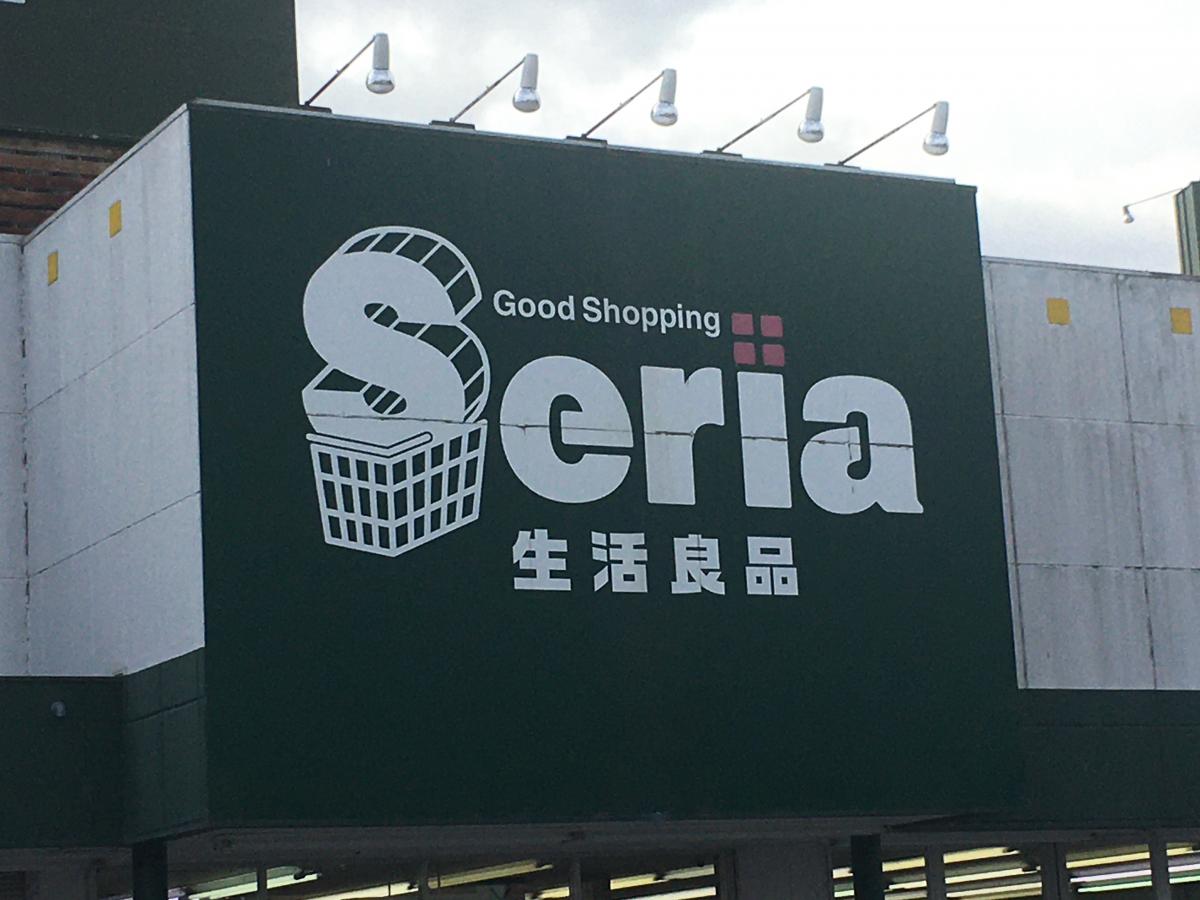 Good Shopping
Seria
生活良品